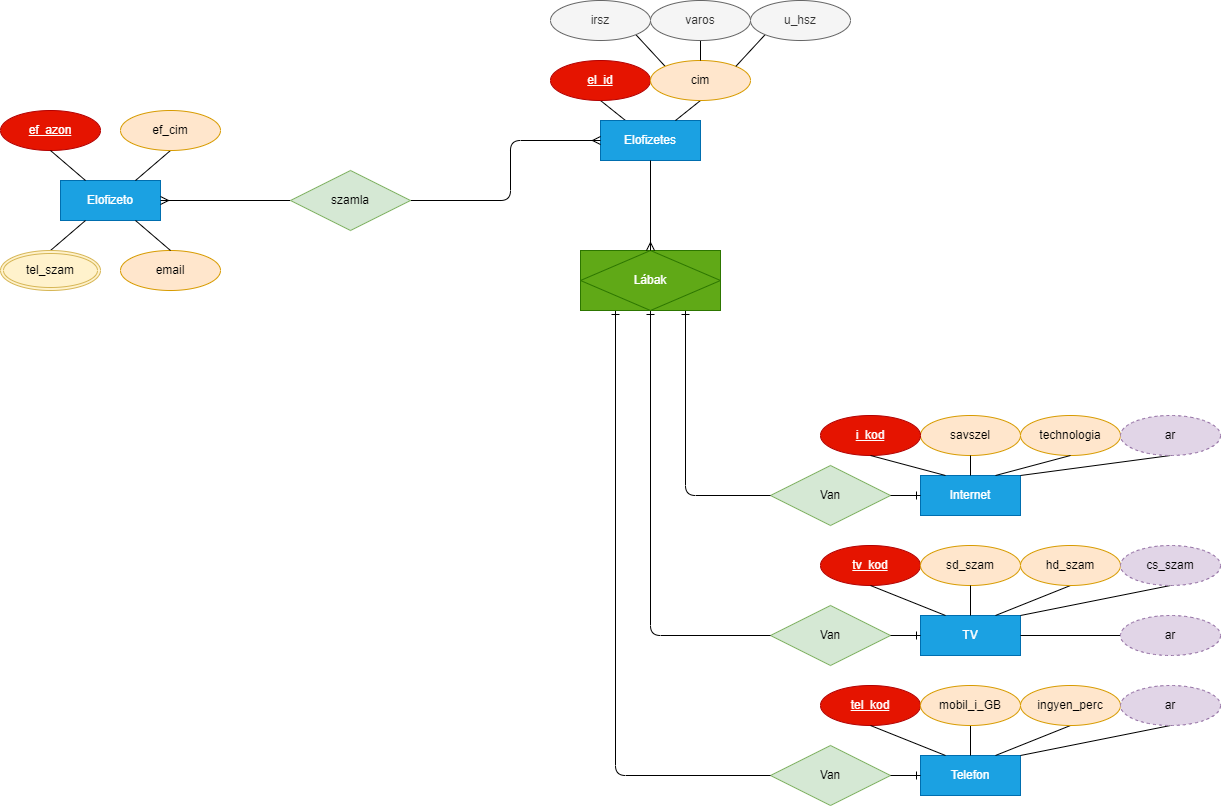 irsz
varos
u_hsz
el_id
cim
Elofizetes
ef_azon
ef_cim
Elofizeto
szamla
tel_szam
email
Lábak
i_kod
savszel
technologia
ar
Van
Internet
tv_kod
sd_szam
hd_szam
cs_szam
Van
TV
ar
tel_kod
mobil_i_GB
ingyen_perc
ar
Van
Telefon